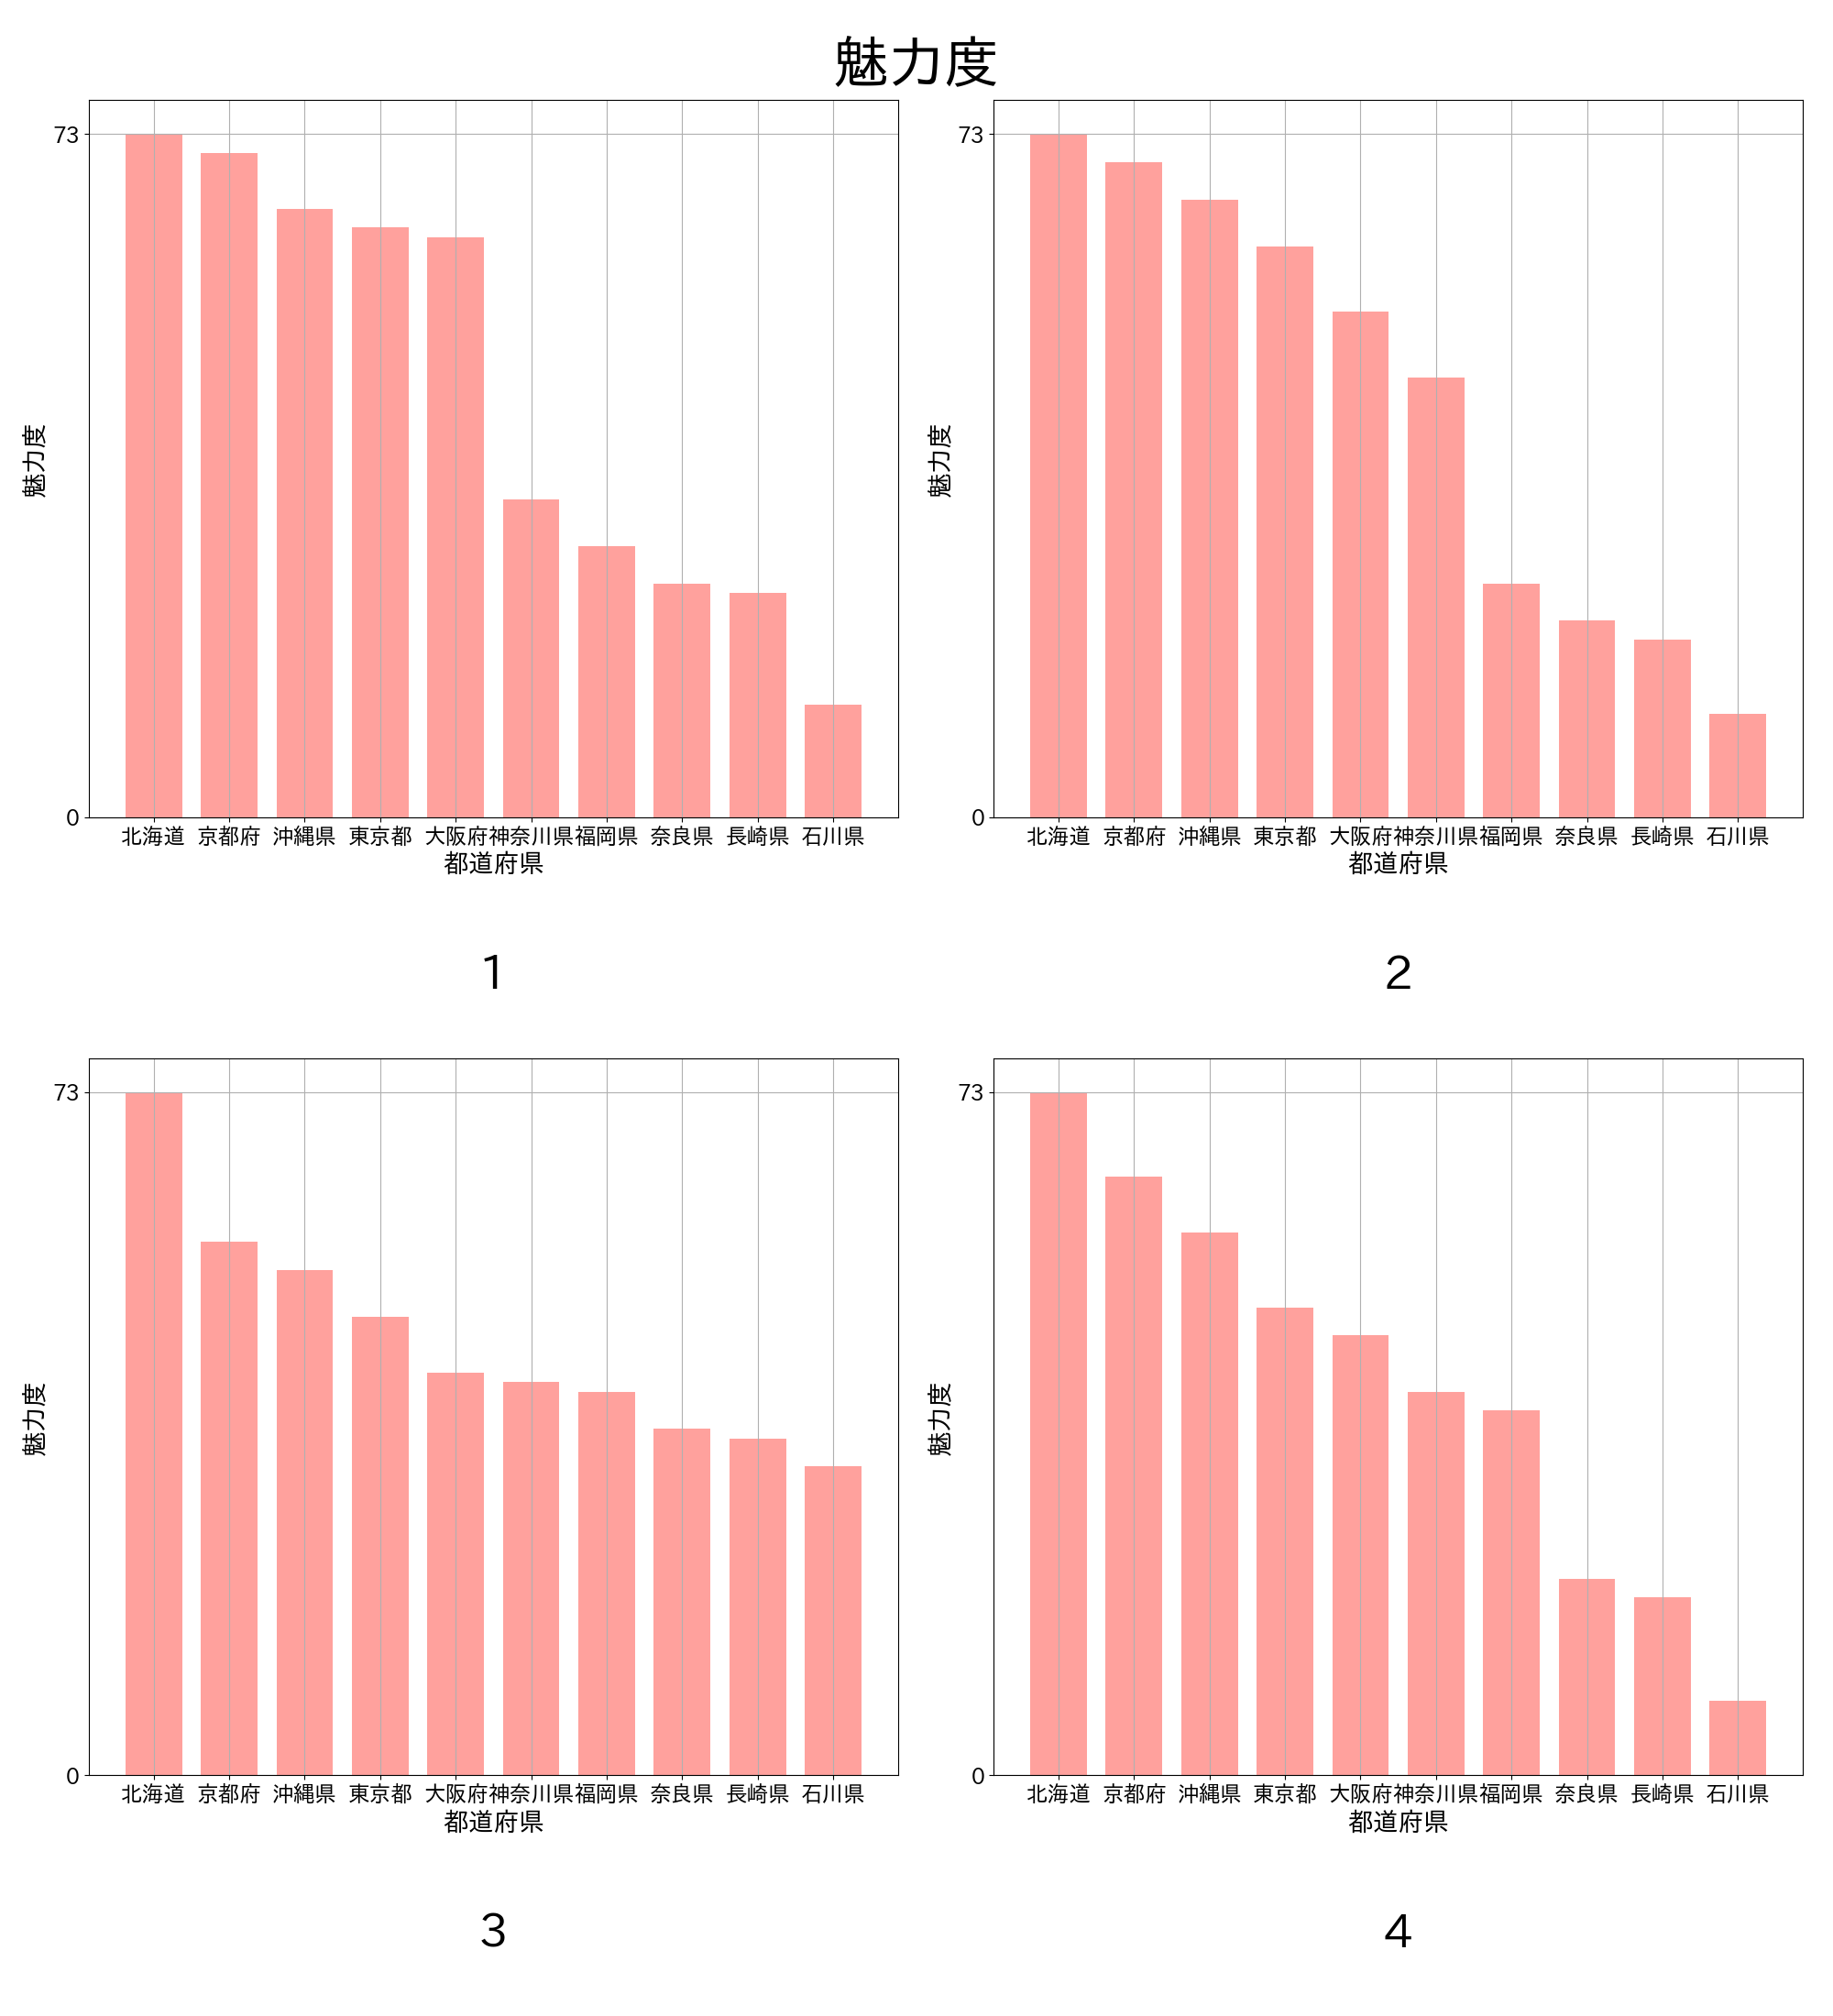 魅力度
73
0
魅力度
北海道 京都府 沖縄県 東京都 大阪府 神奈川県 福岡県 奈良県 長崎県 石川県
都道府県
1
73
0
魅力度
北海道 京都府 沖縄県 東京都 大阪府 神奈川県 福岡県 奈良県 長崎県 石川県
都道府県
2
73
0
魅力度
北海道 京都府 沖縄県 東京都 大阪府 神奈川県 福岡県 奈良県 長崎県 石川県
都道府県
3
73
0
魅力度
北海道 京都府 沖縄県 東京都 大阪府 神奈川県 福岡県 奈良県 長崎県 石川県
都道府県
4